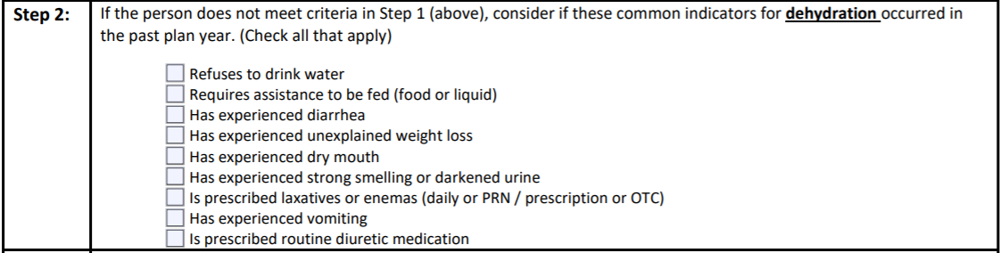 Step 2:
If the person does not meet criteria in Step 1 (above), consider if these common indicators for dehydration occurred in
the past plan year. (Check all that apply)
Refuses to drink water
Requires assistance to be fed (food or liquid)
Has experienced diarrhea
Has experienced unexplained weight loss
Has experienced dry mouth
Has experienced strong smelling or darkened urine
Is prescribed laxatives or enemas (daily or PRN / prescription or OTC)
Has experienced vomiting
Is prescribed routine diuretic medication